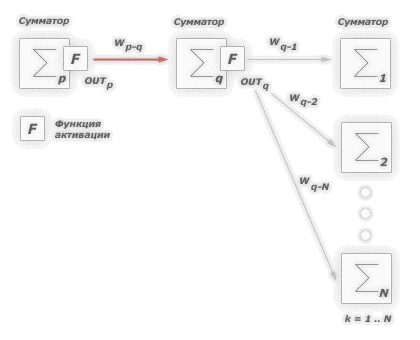 Сумматор Сумматор Сумматор
W p-q
W q-1
Σ p F
Σ q F
Σ 1
OUT p
OUT q
W q-2
F Функция
активации
Σ 2
W q-N
Σ N
k = 1 .. N